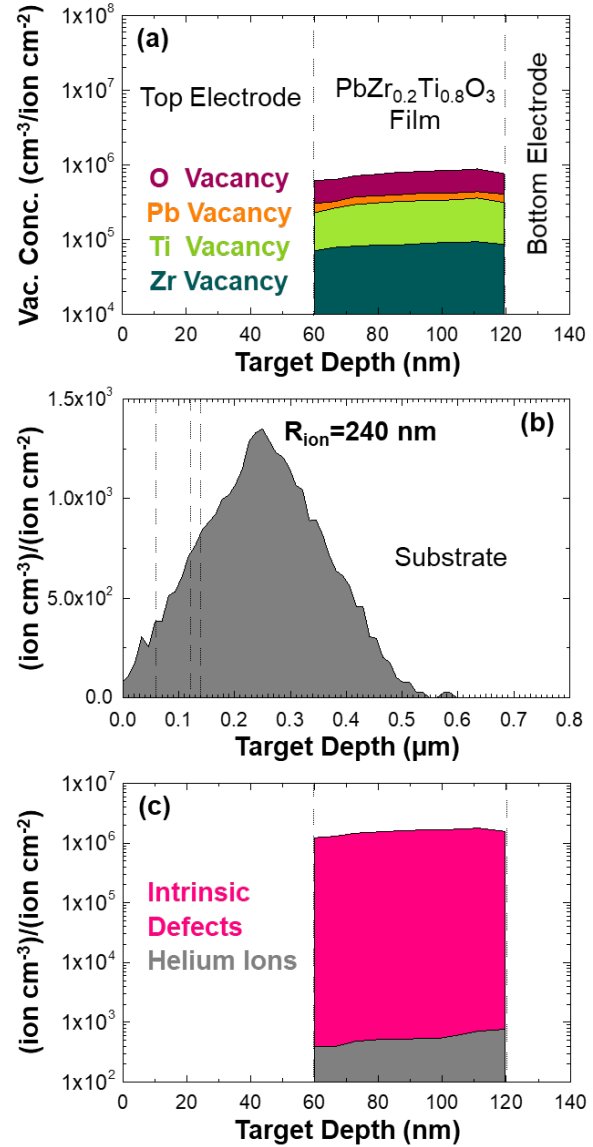 (a)
1x10⁸
1x10⁷
1x10⁶
1x10⁵
1x10⁴
Vac. Conc. (cm⁻³/ion cm⁻²)
Top Electrode
PbZr₀.₂Ti₀.₈O₃
Film
Bottom Electrode
O Vacancy
Pb Vacancy
Ti Vacancy
Zr Vacancy
0 20 40 60 80 100 120 140
Target Depth (nm)
(b)
1.5x10³
1.0x10³
5.0x10²
0.0
(ion cm⁻³)/(ion cm⁻²)
R_ion=240 nm
Substrate
0.0 0.1 0.2 0.3 0.4 0.5 0.6 0.7 0.8
Target Depth (µm)
(c)
1x10⁷
1x10⁶
1x10⁵
1x10⁴
1x10³
1x10²
(ion cm⁻³)/(ion cm⁻²)
Intrinsic
Defects
Helium Ions
0 20 40 60 80 100 120 140
Target Depth (nm)